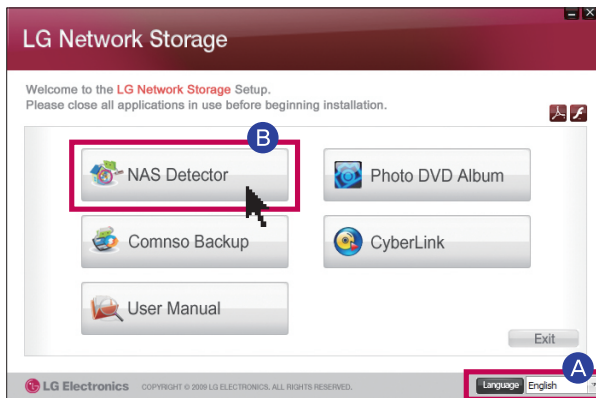 LG Network Storage
Welcome to the LG Network Storage Setup.
Please close all applications in use before beginning installation.
B
NAS Detector
Photo DVD Album
Comnso Backup
CyberLink
User Manual
Exit
A
LG Electronics COPYRIGHT © 2009 LG ELECTRONICS. ALL RIGHTS RESERVED.
Language English